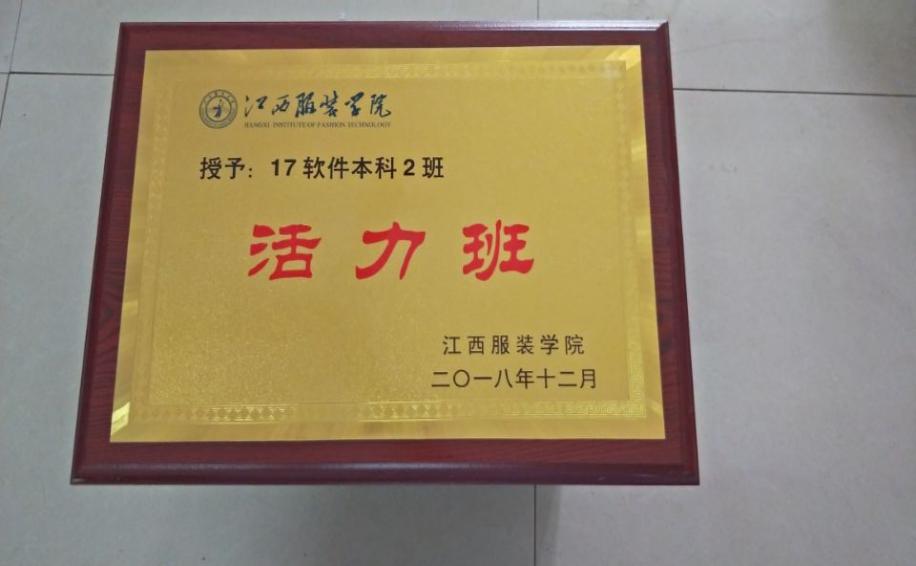 江西服装学院
JIANGXI INSTITUTE OF FASHION TECHNOLOGY
授予：17软件本科2班
活力班
江西服装学院
二〇一八年十二月